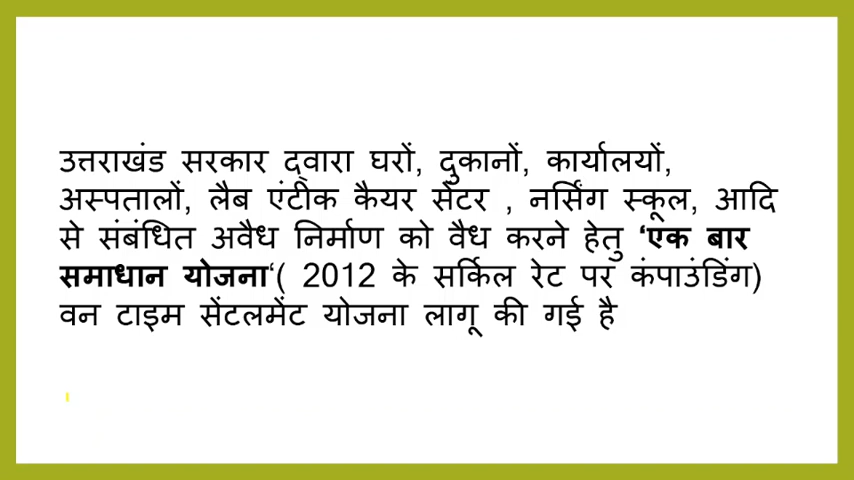 उत्तराखंड सरकार द्वारा घरों, दुकानों, कार्यालयों,
अस्पतालों, लैब एंटीक कैयर सेंटर , नर्सिंग स्कूल, आदि
से संबंधित अवैध निर्माण को वैध करने हेतु ‘एक बार
समाधान योजना‘( 2012 के सर्किल रेट पर कंपाउंडिंग)
वन टाइम सेंटलमेंट योजना लागू की गई है